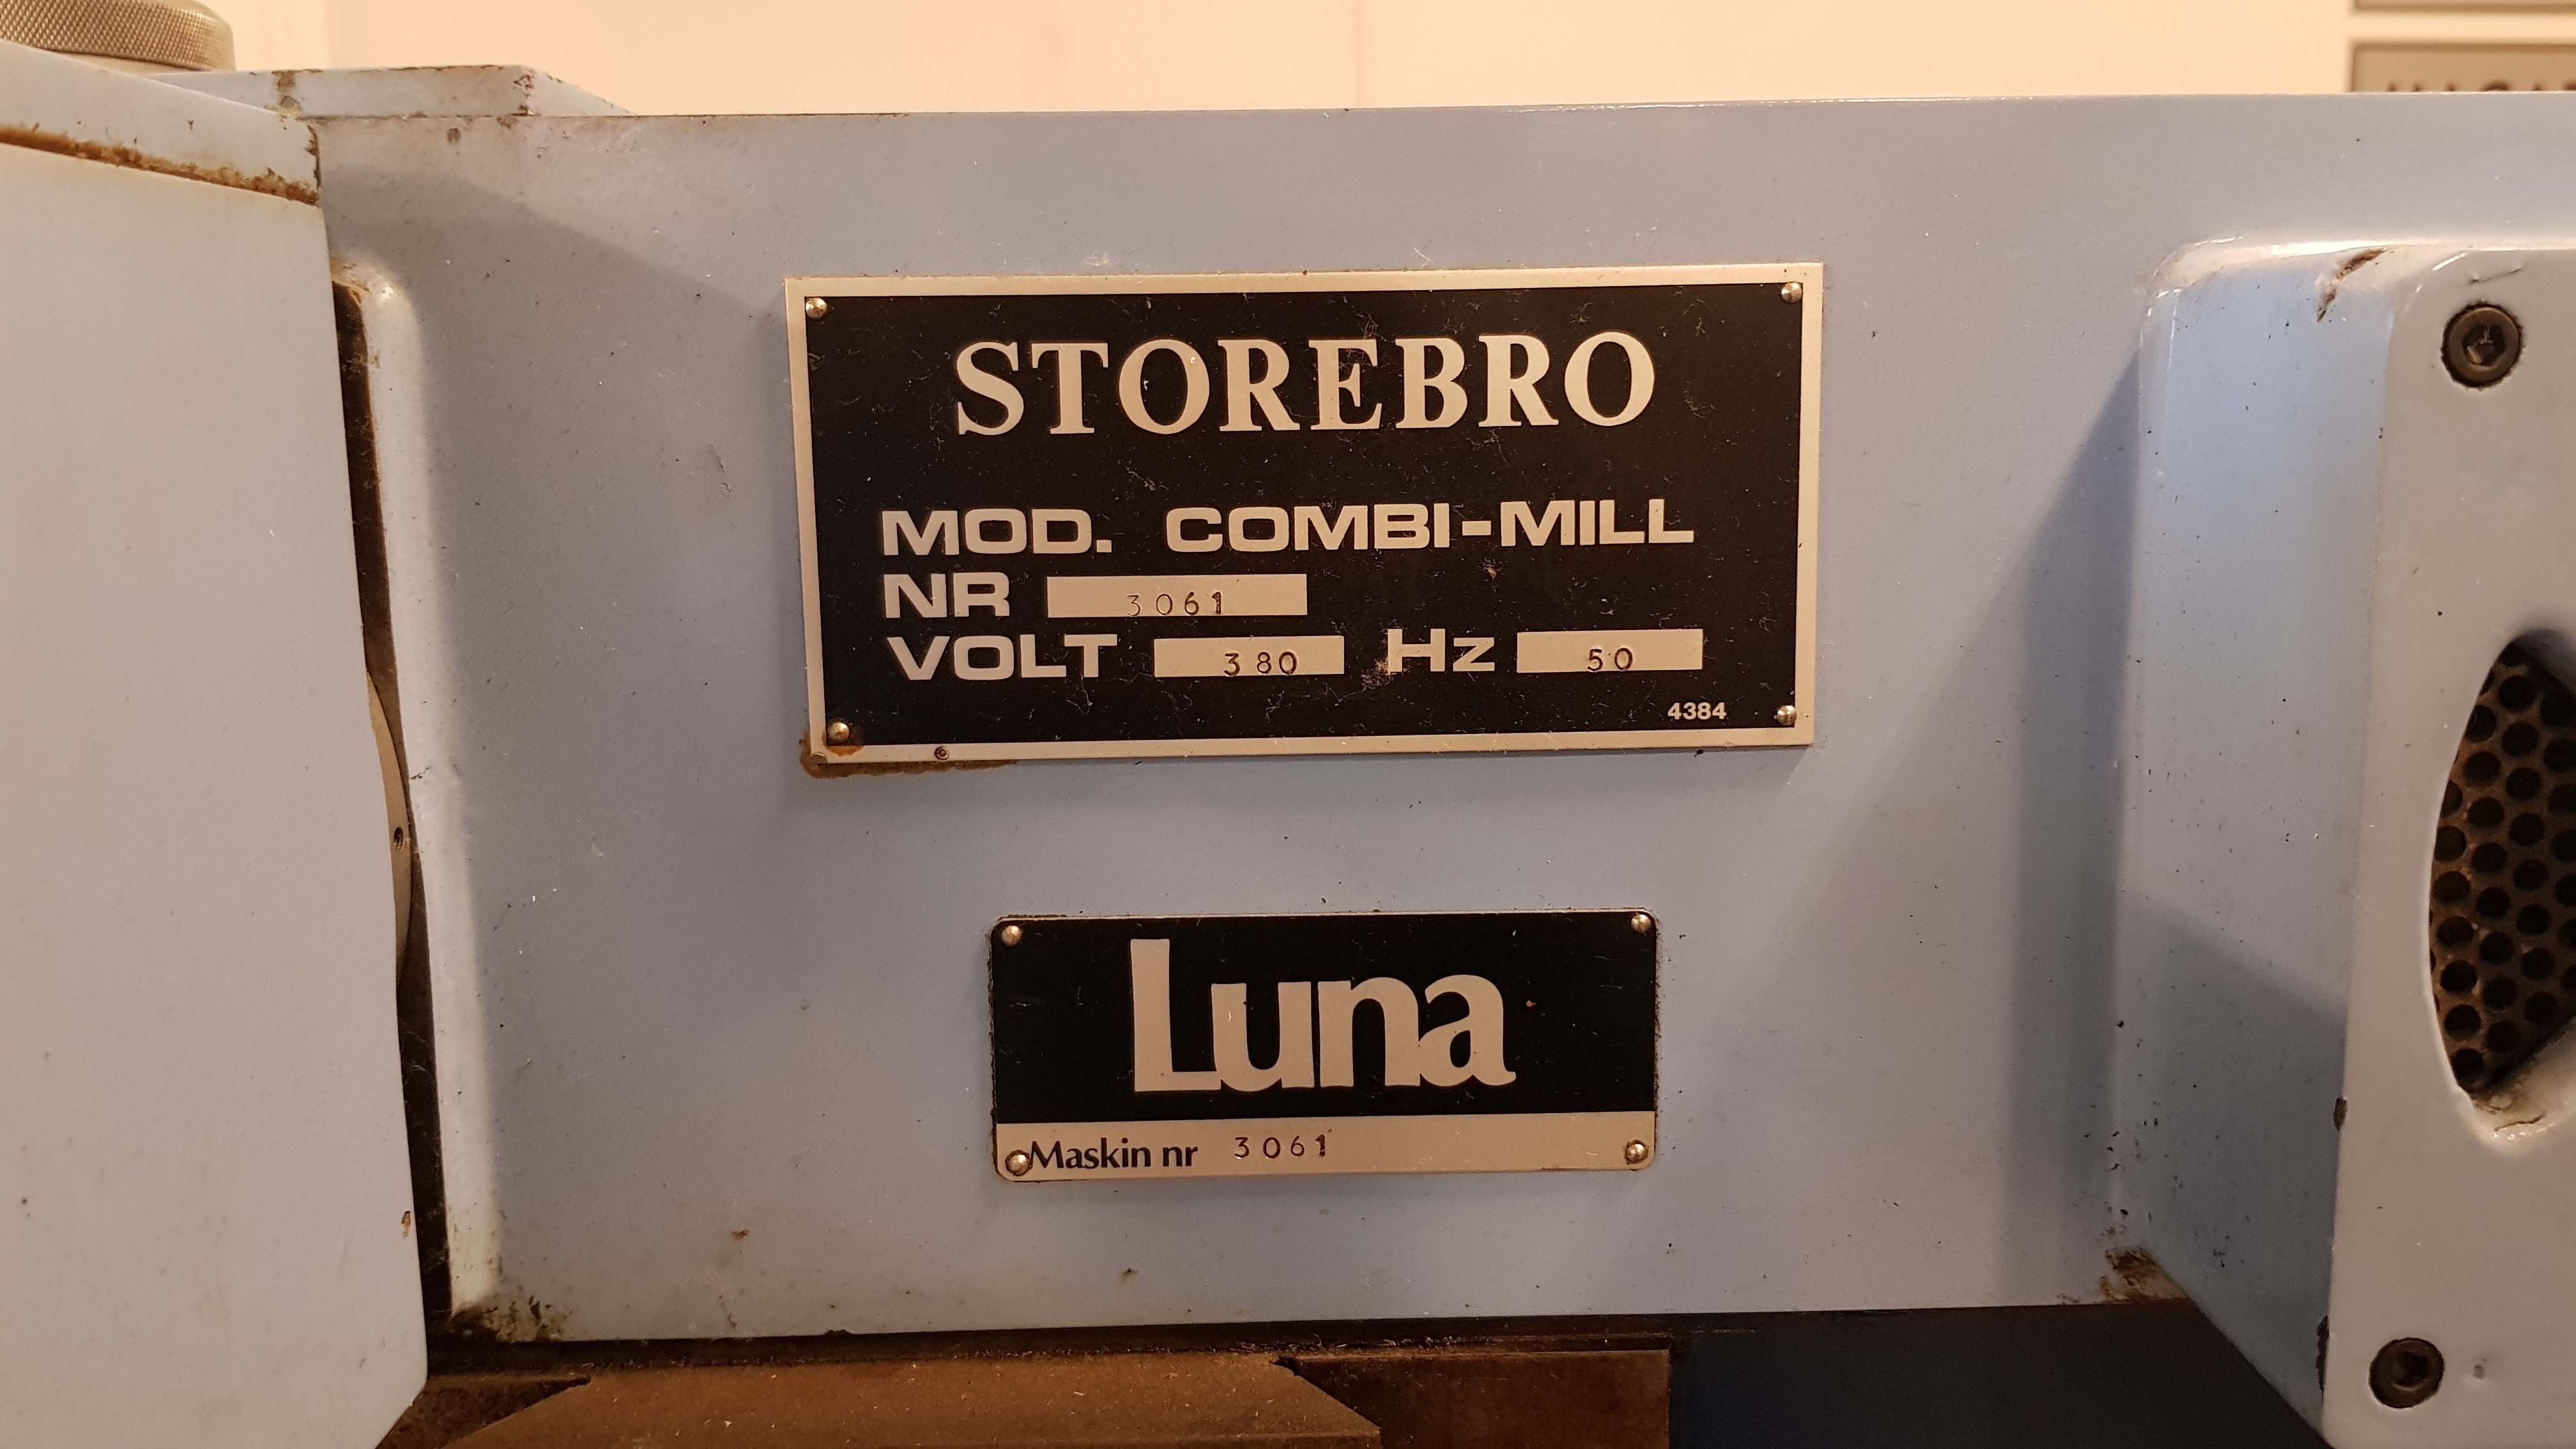 STOREBRO
MOD. COMBI-MILL
NR 3061
VOLT 380 Hz 50
4384
Luna
Maskin nr 3061